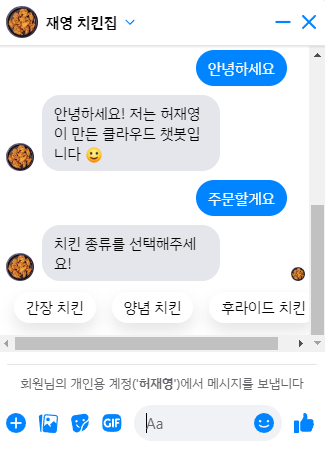 재영 치킨집
안녕하세요
안녕하세요! 저는 허재영
이 만든 클라우드 챗봇입
니다
주문할게요
치킨 종류를 선택해주세
요!
간장 치킨 양념 치킨 후라이드 치킨
회원님의 개인용 계정('허재영')에서 메시지를 보냅니다
GIF Aa